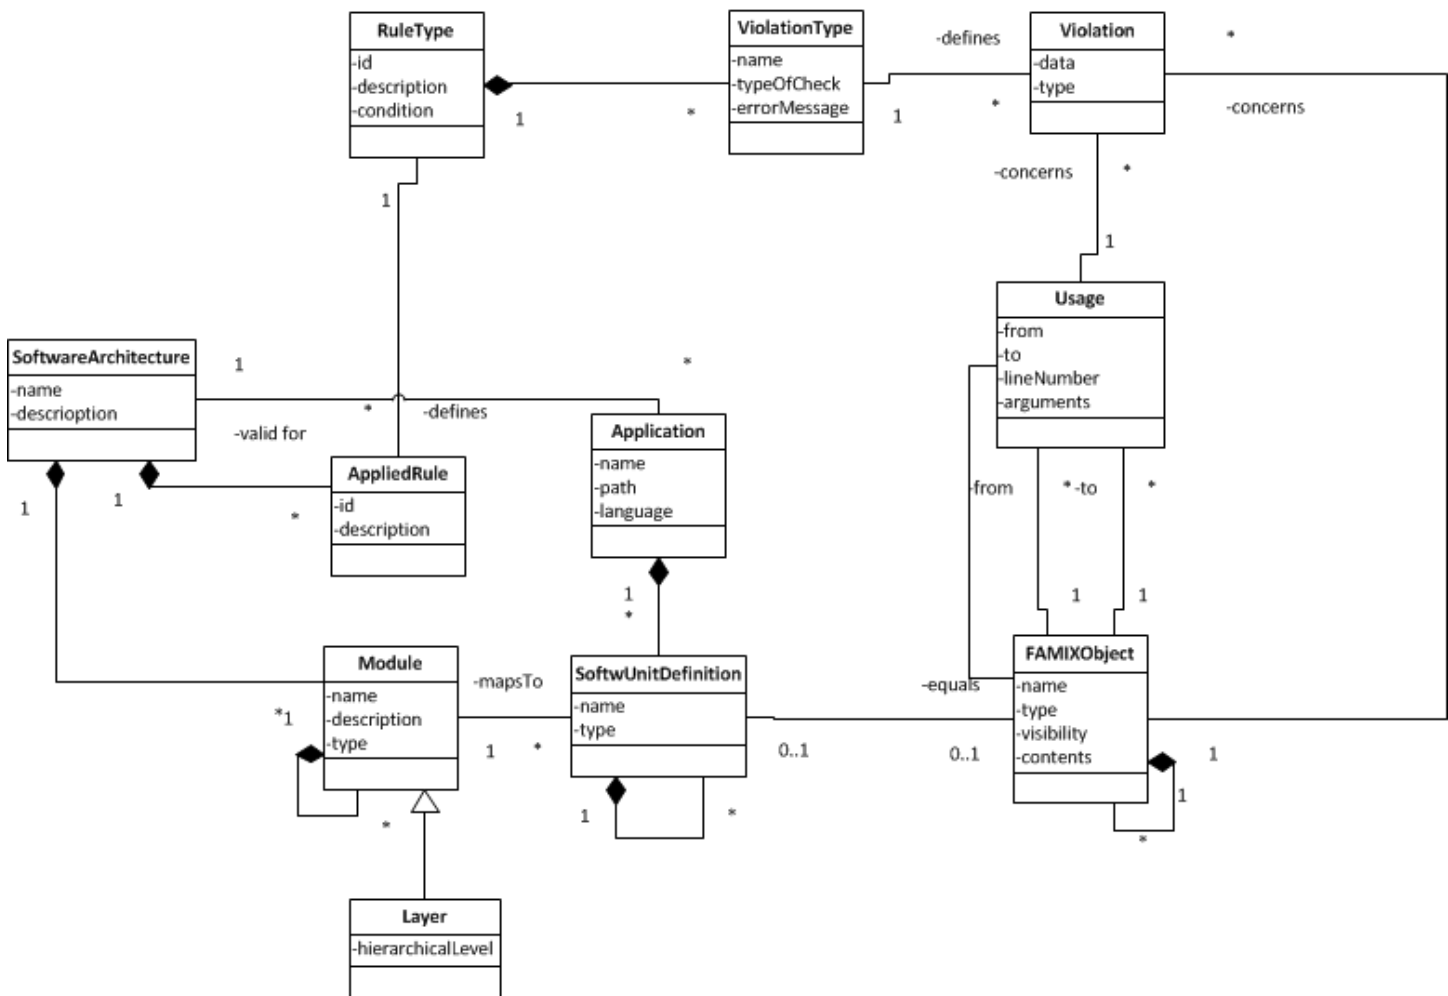 RuleType
-id
-description
-condition
1
*
ViolationType
-name
-typeOfCheck
-errorMessage
1
-defines
*
Violation
-data
-type
*
-concerns
-concerns
*
1
1
Usage
-from
-to
-lineNumber
-arguments
SoftwareArchitecture
-name
-descrioption
1
*
-valid for
*
-defines
1
1
*
AppliedRule
-id
-description
Application
-name
-path
-language
1
*
-from
*
-to
*
1
1
Module
-name
-description
-type
*1
*
-mapsTo
1
*
SoftwUnitDefinition
-name
-type
1
*
0..1
-equals
0..1
FAMIXObject
-name
-type
-visibility
-contents
1
1
*
Layer
-hierarchicalLevel